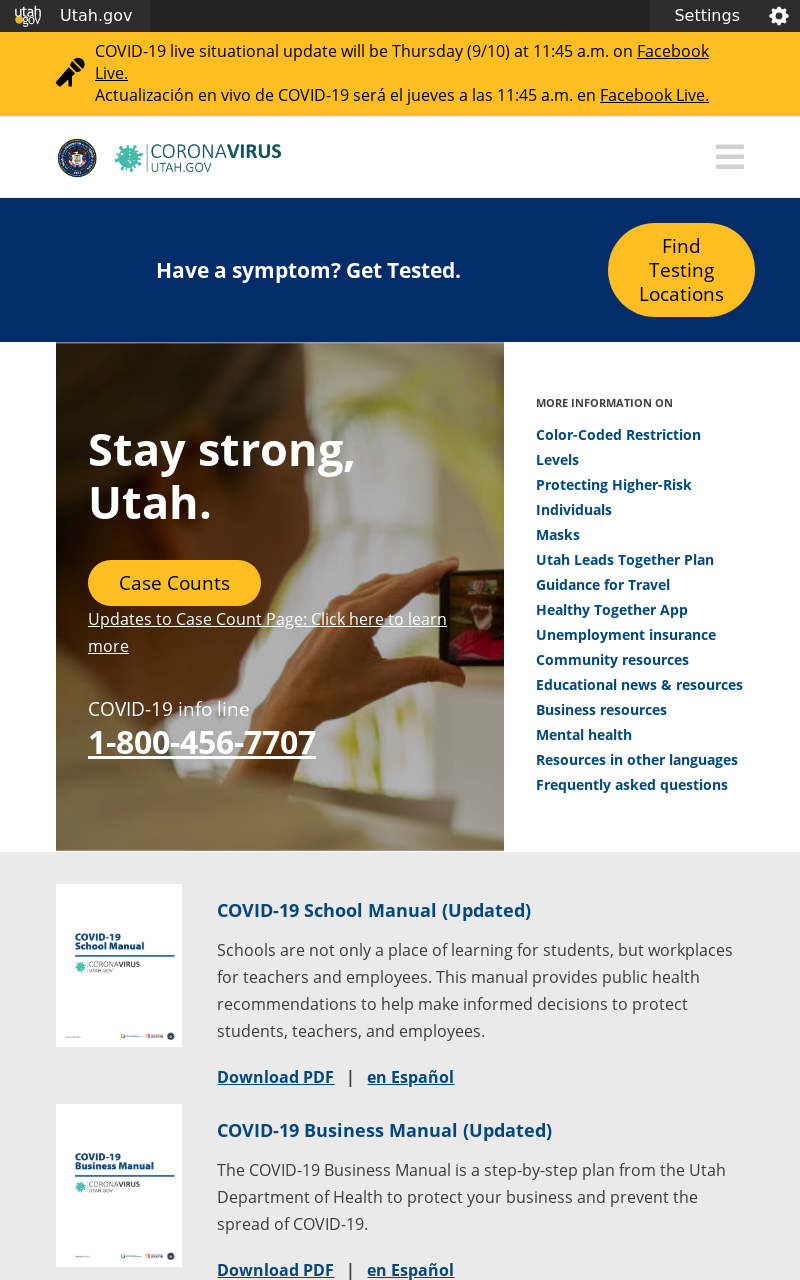 utah
gov
Utah.gov
Settings
COVID-19 live situational update will be Thursday (9/10) at 11:45 a.m. on Facebook
Live.
Actualización en vivo de COVID-19 será el jueves a las 11:45 a.m. en Facebook Live.
CORONAVIRUS
UTAH.GOV
Have a symptom? Get Tested.
Find
Testing
Locations
Stay strong,
Utah.
Case Counts
Updates to Case Count Page: Click here to learn
more
COVID-19 info line
1-800-456-7707
MORE INFORMATION ON
Color-Coded Restriction
Levels
Protecting Higher-Risk
Individuals
Masks
Utah Leads Together Plan
Guidance for Travel
Healthy Together App
Unemployment insurance
Community resources
Educational news & resources
Business resources
Mental health
Resources in other languages
Frequently asked questions
COVID-19
School Manual
CORONAVIRUS
UTAH.GOV
COVID-19 School Manual (Updated)
Schools are not only a place of learning for students, but workplaces
for teachers and employees. This manual provides public health
recommendations to help make informed decisions to protect
students, teachers, and employees.
Download PDF | en Español
COVID-19
Business Manual
CORONAVIRUS
UTAH.GOV
COVID-19 Business Manual (Updated)
The COVID-19 Business Manual is a step-by-step plan from the Utah
Department of Health to protect your business and prevent the
spread of COVID-19.
Download PDF | en Español